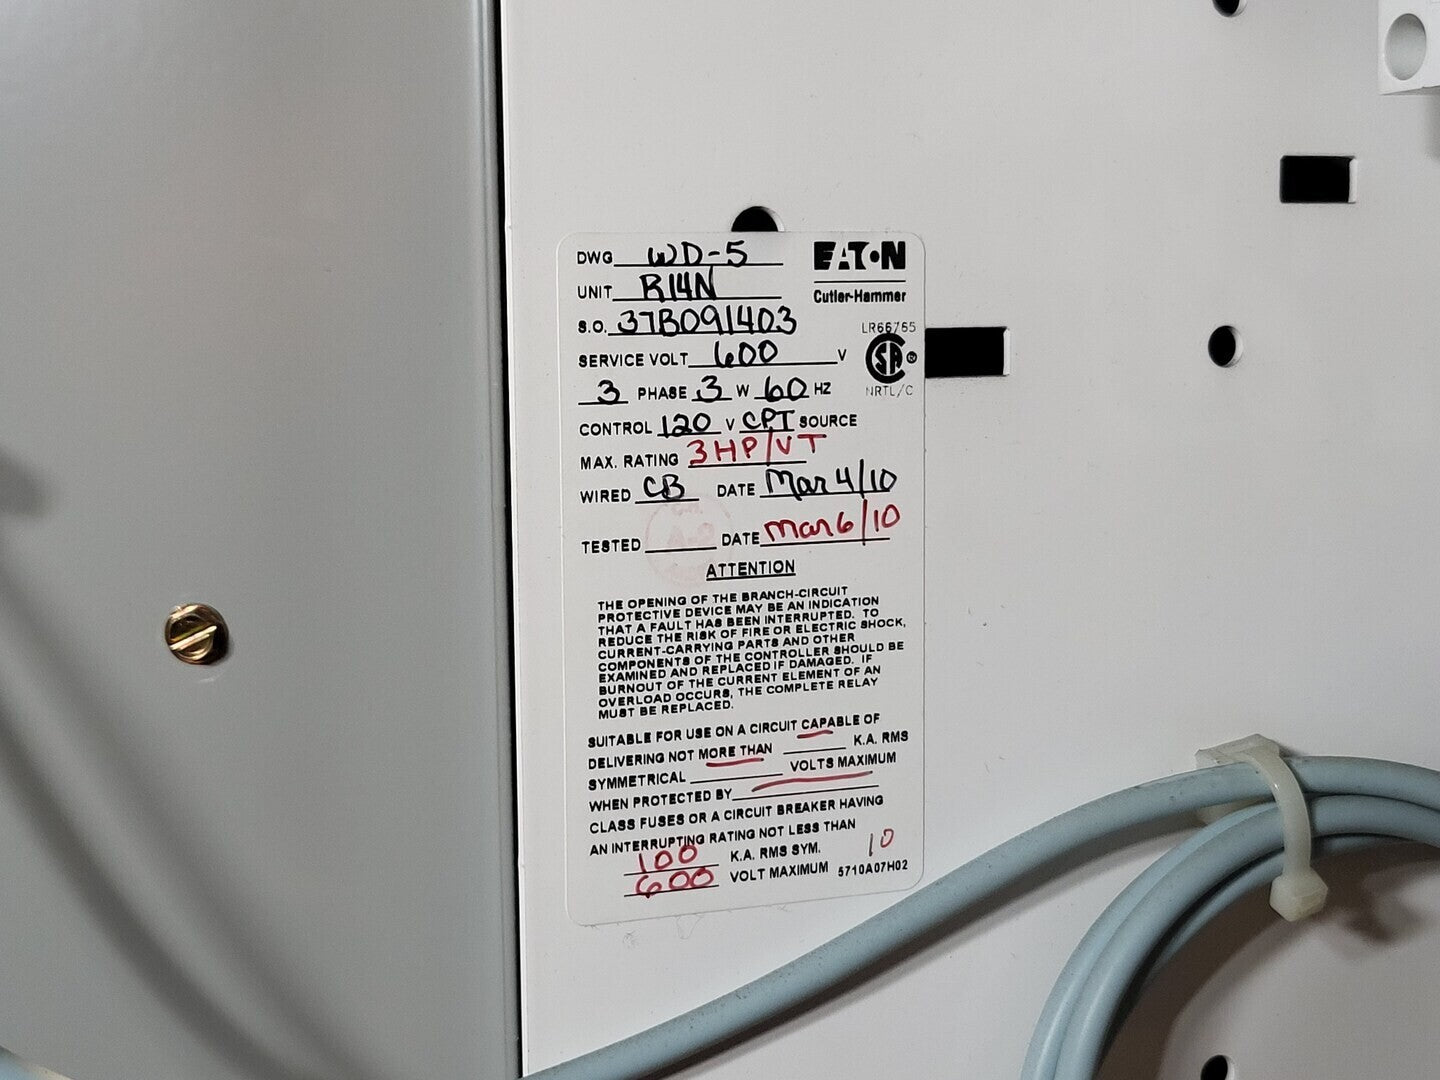 DWG WD-5
EATON
Cutler-Hammer
UNIT R14N
S.O. 37B091403
LR66765
SERVICE VOLT 600 V
SA
NRTL/C
3 PHASE 3 W 60 HZ
CONTROL 120 V CPT SOURCE
MAX. RATING 3HP/VT
WIRED CB DATE Mar 4/10
TESTED DATE Mar 6/10
ATTENTION
THE OPENING OF THE BRANCH-CIRCUIT
PROTECTIVE DEVICE MAY BE AN INDICATION
THAT A FAULT HAS BEEN INTERRUPTED. TO
REDUCE THE RISK OF FIRE OR ELECTRIC SHOCK,
CURRENT-CARRYING PARTS AND OTHER
COMPONENTS OF THE CONTROLLER SHOULD BE
EXAMINED AND REPLACED IF DAMAGED. IF
BURNOUT OF THE CURRENT ELEMENT OF AN
OVERLOAD OCCURS, THE COMPLETE RELAY
MUST BE REPLACED.
SUITABLE FOR USE ON A CIRCUIT CAPABLE OF
DELIVERING NOT MORE THAN K.A. RMS
SYMMETRICAL VOLTS MAXIMUM
WHEN PROTECTED BY
CLASS FUSES OR A CIRCUIT BREAKER HAVING
AN INTERRUPTING RATING NOT LESS THAN
100 K.A. RMS SYM. 10
600 VOLT MAXIMUM 5710A07H02